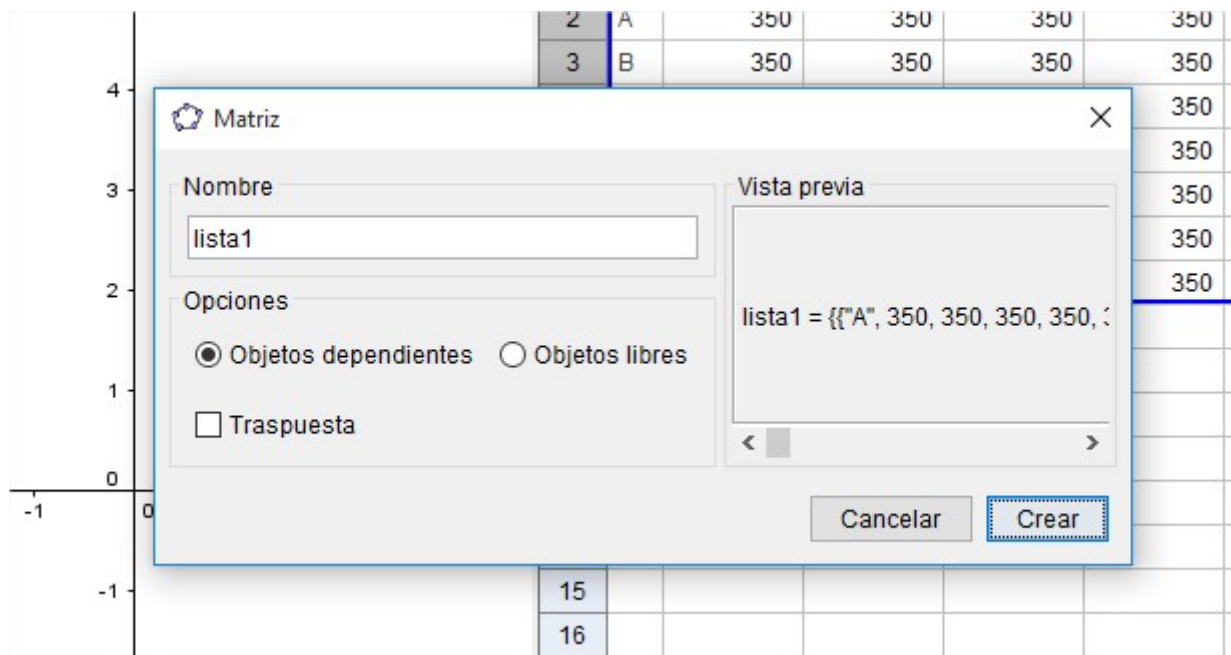 2 A 350 350 350 350
3 B 350 350 350 350
4
350
Matriz
350
3
Nombre
Vista previa
350
lista1
350
2
Opciones
350
lista1 = {{"A", 350, 350, 350, 350,
Objetos dependientes Objetos libres
1
Traspuesta
0
-1 0
Cancelar Crear
-1
15
16